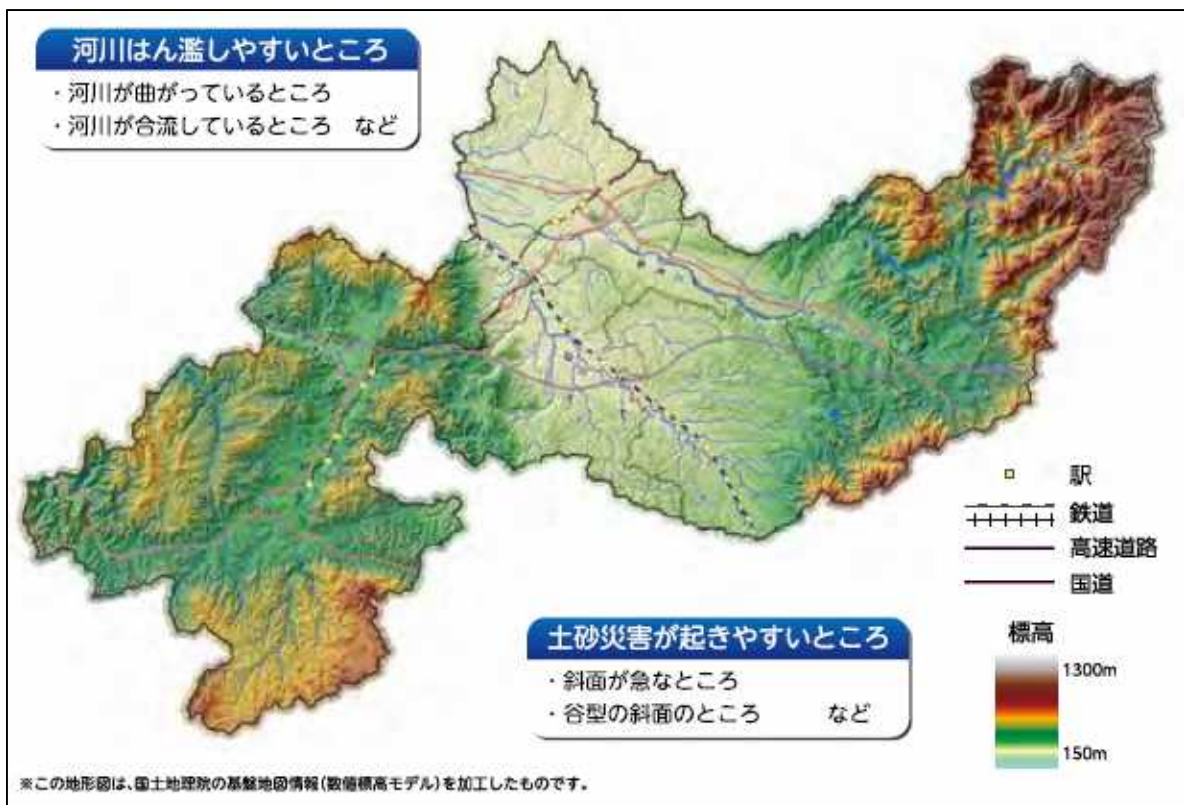 河川はん濫しやすいところ
・河川が曲がっているところ
・河川が合流しているところ　など
駅
鉄道
高速道路
国道
標高
1300m
150m
土砂災害が起きやすいところ
・斜面が急なところ
・谷型の斜面のところ　など
※この地形図は、国土地理院の基盤地図情報(数値標高モデル)を加工したものです。